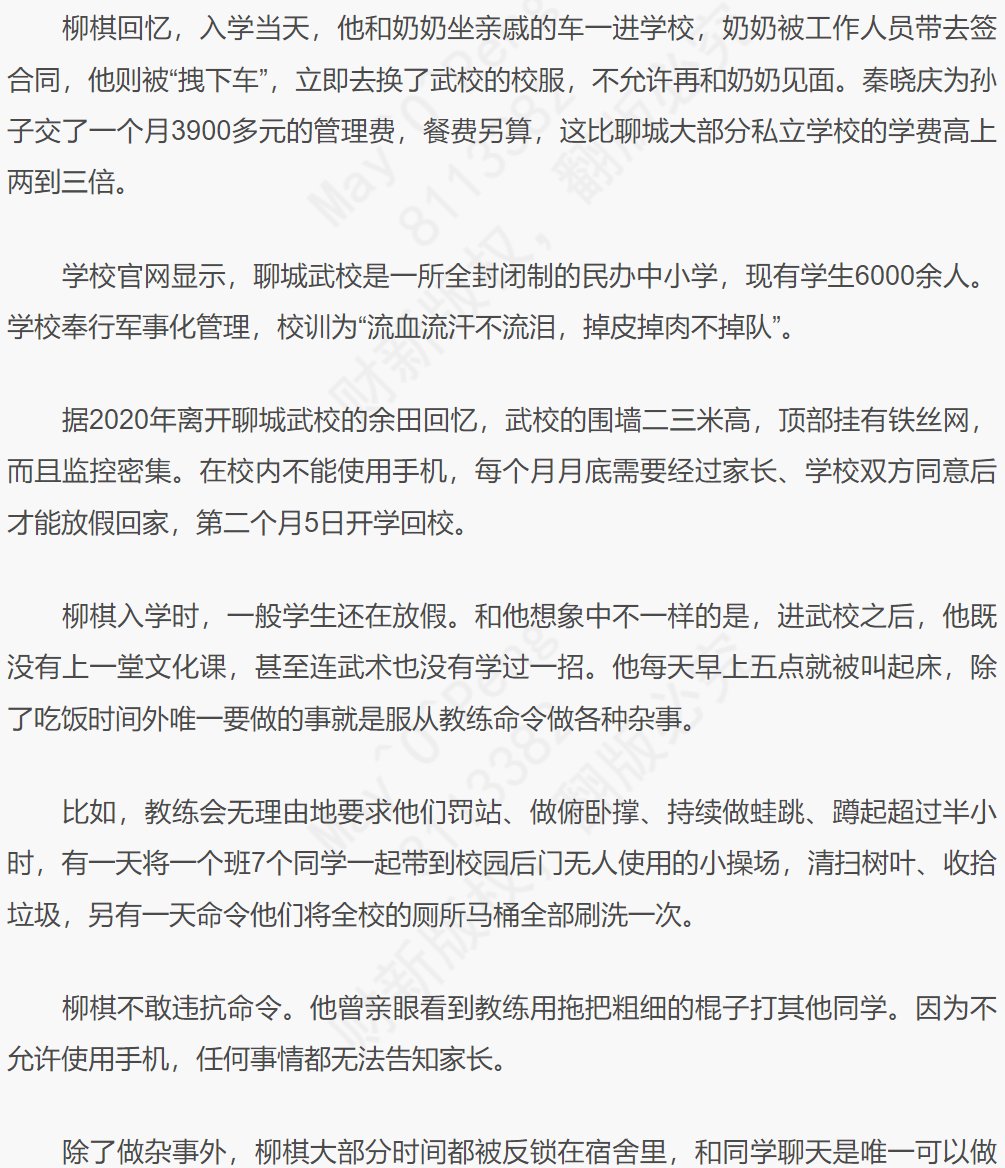 柳棋回忆，入学当天，他和奶奶坐亲戚的车一进学校，奶奶被工作人员带去签
合同，他则被“拽下车”，立即去换了武校的校服，不允许再和奶奶见面。秦晓庆为孙
子交了一个月3900多元的管理费，餐费另算，这比聊城大部分私立学校的学费高上
两到三倍。
学校官网显示，聊城武校是一所全封闭制的民办中小学，现有学生6000余人。
学校奉行军事化管理，校训为“流血流汗不流泪，掉皮掉肉不掉队”。
据2020年离开聊城武校的余田回忆，武校的围墙二三米高，顶部挂有铁丝网，
而且监控密集。在校内不能使用手机，每个月月底需要经过家长、学校双方同意后
才能放假回家，第二个月5日开学回校。
柳棋入学时，一般学生还在放假。和他想象中不一样的是，进武校之后，他既
没有上一堂文化课，甚至连武术也没有学过一招。他每天早上五点就被叫起床，除
了吃饭时间外唯一要做的事就是服从教练命令做各种杂事。
比如，教练会无理由地要求他们罚站、做俯卧撑、持续做蛙跳、蹲起超过半小
时，有一天将一个班7个同学一起带到校园后门无人使用的小操场，清扫树叶、收拾
垃圾，另有一天命令他们将全校的厕所马桶全部刷洗一次。
柳棋不敢违抗命令。他曾亲眼看到教练用拖把粗细的棍子打其他同学。因为不
允许使用手机，任何事情都无法告知家长。
除了做杂事外，柳棋大部分时间都被反锁在宿舍里，和同学聊天是唯一可以做
May^0^Peng
8113382
财新版权，翻版必究
May^0^Peng
8113382
财新版权，翻版必究